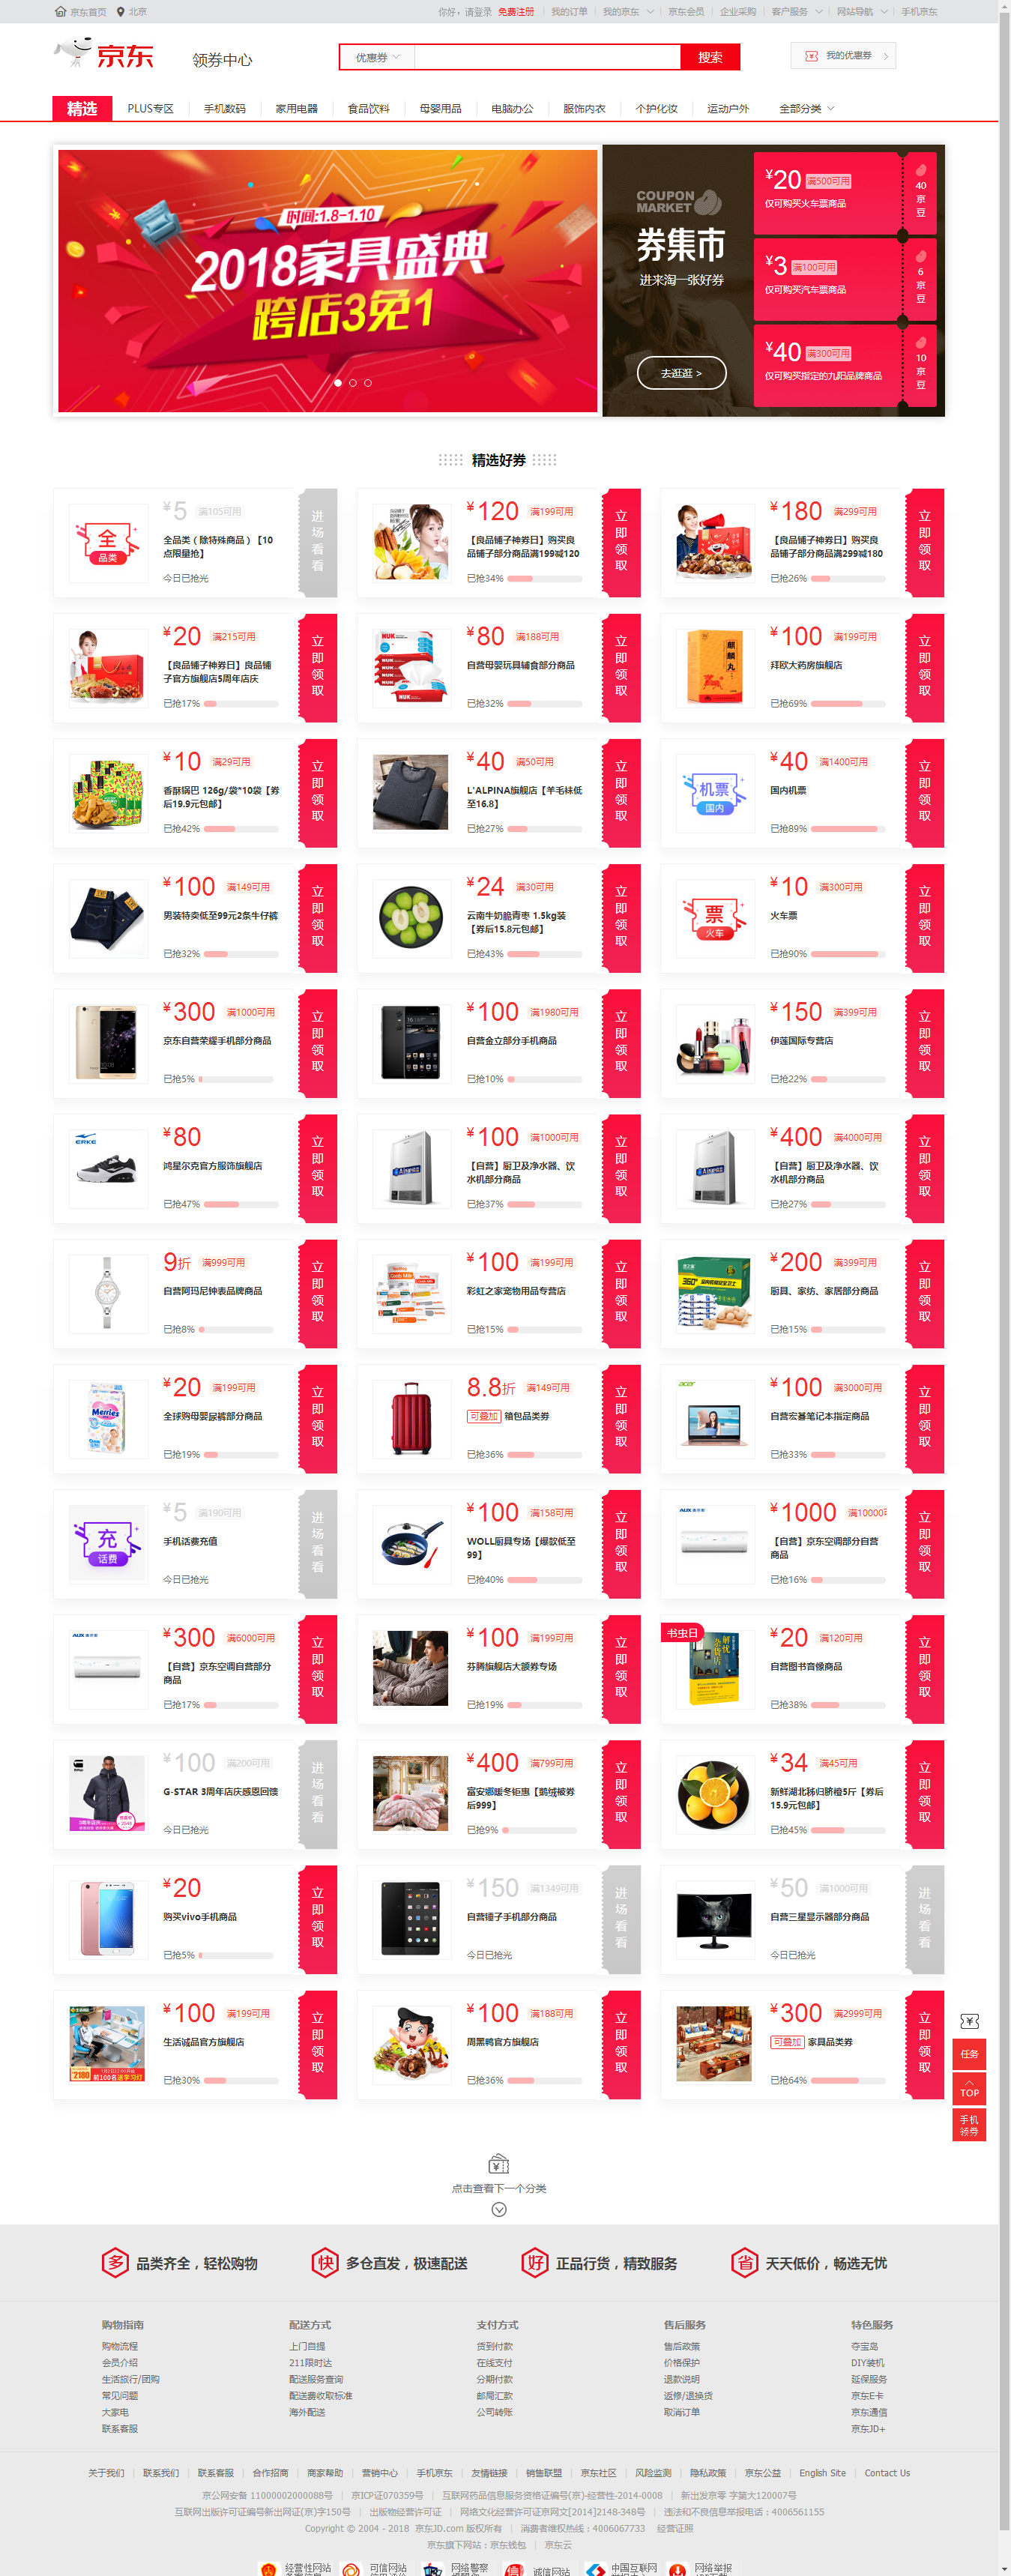 京东首页 北京 你好，请登录 免费注册 我的订单 我的京东 京东会员 企业采购 客户服务 网站导航 手机京东
京东 领券中心 优惠券 搜索 我的优惠券
精选 PLUS专区 手机数码 家用电器 食品饮料 母婴用品 电脑办公 服饰内衣 个护化妆 运动户外 全部分类
时间:1.8-1.10
2018家具盛典
跨店3免1
COUPON
MARKET
券集市
进来淘一张好券
去逛逛 >
¥20 满500可用
仅可购买火车票商品
40京豆
¥3 满100可用
仅可购买汽车票商品
6京豆
¥40 满300可用
仅可购买指定的九阳品牌商品
10京豆
精选好券
全
品类
¥5 满105可用
全品类（除特殊商品）【10
点限量抢】
今日已抢光
进场看看
¥120 满199可用
【良品铺子神券日】购买良
品铺子部分商品满199减120
已抢34%
立即领取
¥180 满299可用
【良品铺子神券日】购买良
品铺子部分商品满299减180
已抢26%
立即领取
¥20 满215可用
【良品铺子神券日】良品铺
子官方旗舰店5周年店庆
已抢17%
立即领取
¥80 满188可用
自营母婴玩具辅食部分商品
已抢32%
立即领取
¥100 满199可用
拜欧大药房旗舰店
已抢69%
立即领取
¥10 满29可用
香酥锅巴 126g/袋*10袋【券
后19.9元包邮】
已抢42%
立即领取
¥40 满50可用
L'ALPINA旗舰店【羊毛袜低
至16.8】
已抢27%
立即领取
机票
国内
¥40 满1400可用
国内机票
已抢89%
立即领取
¥100 满149可用
男装特卖低至99元2条牛仔裤
已抢32%
立即领取
¥24 满30可用
云南牛奶脆青枣 1.5kg装
【券后15.8元包邮】
已抢43%
立即领取
票
火车
¥10 满300可用
火车票
已抢90%
立即领取
¥300 满1000可用
京东自营荣耀手机部分商品
已抢5%
立即领取
¥100 满1980可用
自营金立部分手机商品
已抢10%
立即领取
¥150 满399可用
伊莲国际专营店
已抢22%
立即领取
ERKE
¥80
鸿星尔克官方服饰旗舰店
已抢47%
立即领取
¥100 满1000可用
【自营】厨卫及净水器、饮
水机部分商品
已抢37%
立即领取
¥400 满4000可用
【自营】厨卫及净水器、饮
水机部分商品
已抢27%
立即领取
9折 满999可用
自营阿玛尼钟表品牌商品
已抢8%
立即领取
¥100 满199可用
彩虹之家宠物用品专营店
已抢15%
立即领取
360°
¥200 满399可用
厨具、家纺、家居部分商品
已抢15%
立即领取
Merries
¥20 满199可用
全球购母婴尿裤部分商品
已抢19%
立即领取
8.8折 满149可用
可叠加 箱包品类券
已抢36%
立即领取
acer
¥100 满3000可用
自营宏碁笔记本指定商品
已抢33%
立即领取
充
话费
¥5 满190可用
手机话费充值
今日已抢光
进场看看
¥100 满158可用
WOLL厨具专场【爆款低至
99】
已抢40%
立即领取
AUX
¥1000 满10000可
【自营】京东空调部分自营
商品
已抢16%
立即领取
AUX
¥300 满6000可用
【自营】京东空调自营部分
商品
已抢17%
立即领取
¥100 满199可用
芬腾旗舰店大额券专场
已抢19%
立即领取
书虫日
解忧
杂货店
¥20 满120可用
自营图书音像商品
已抢38%
立即领取
¥100 满200可用
G-STAR 3周年店庆感恩回馈
今日已抢光
进场看看
¥400 满799可用
富安娜暖冬钜惠【鹅绒被券
后999】
已抢9%
立即领取
¥34 满45可用
新鲜湖北秭归脐橙5斤【券后
15.9元包邮】
已抢45%
立即领取
¥20
购买vivo手机商品
已抢5%
立即领取
¥150 满1349可用
自营锤子手机部分商品
今日已抢光
进场看看
¥50 满1000可用
自营三星显示器部分商品
今日已抢光
进场看看
2180 前100名送学习灯
¥100 满199可用
生活诚品官方旗舰店
已抢30%
立即领取
¥100 满188可用
周黑鸭官方旗舰店
已抢36%
立即领取
¥300 满2999可用
可叠加 家具品类券
已抢64%
立即领取
任务
TOP
手机
领券
点击查看下一个分类
多 品类齐全，轻松购物 快 多仓直发，极速配送 好 正品行货，精致服务 省 天天低价，畅选无忧
购物指南 配送方式 支付方式 售后服务 特色服务
购物流程 上门自提 货到付款 售后政策 夺宝岛
会员介绍 211限时达 在线支付 价格保护 DIY装机
生活旅行/团购 配送服务查询 分期付款 退款说明 延保服务
常见问题 配送费收取标准 邮局汇款 返修/退换货 京东E卡
大家电 海外配送 公司转账 取消订单 京东通信
联系客服 京东JD+
关于我们 | 联系我们 | 联系客服 | 合作招商 | 商家帮助 | 营销中心 | 手机京东 | 友情链接 | 销售联盟 | 京东社区 | 风险监测 | 隐私政策 | 京东公益 | English Site | Contact Us
京公网安备 11000002000088号 | 京ICP证070359号 | 互联网药品信息服务资格证编号(京)-经营性-2014-0008 | 新出发京零 字第大120007号
互联网出版许可证编号新出网证(京)字150号 | 出版物经营许可证 | 网络文化经营许可证京网文[2014]2148-348号 | 违法和不良信息举报电话：4006561155
Copyright © 2004 - 2018 京东JD.com 版权所有 | 消费者维权热线：4006067733 经营证照
京东旗下网站：京东钱包 | 京东云
经营性网站 可信网站 网络警察 诚信网站 中国互联网 网络举报